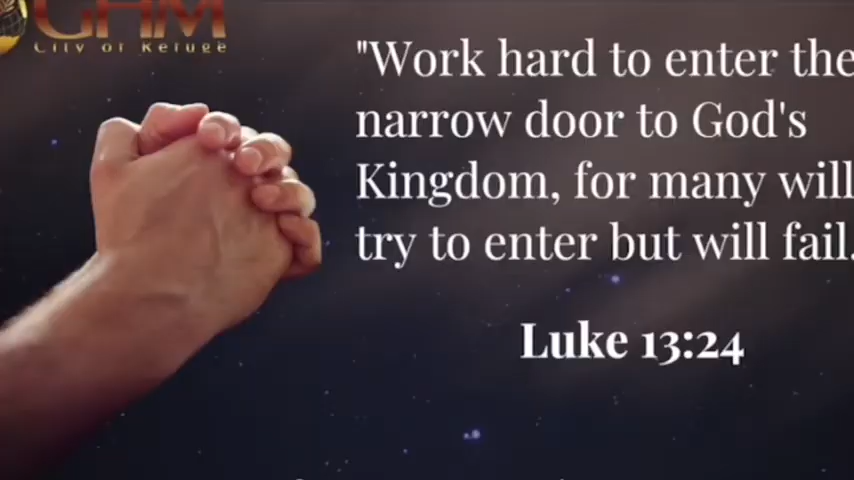 GHM
City of Refuge
"Work hard to enter the
narrow door to God's
Kingdom, for many will
try to enter but will fail.
Luke 13:24